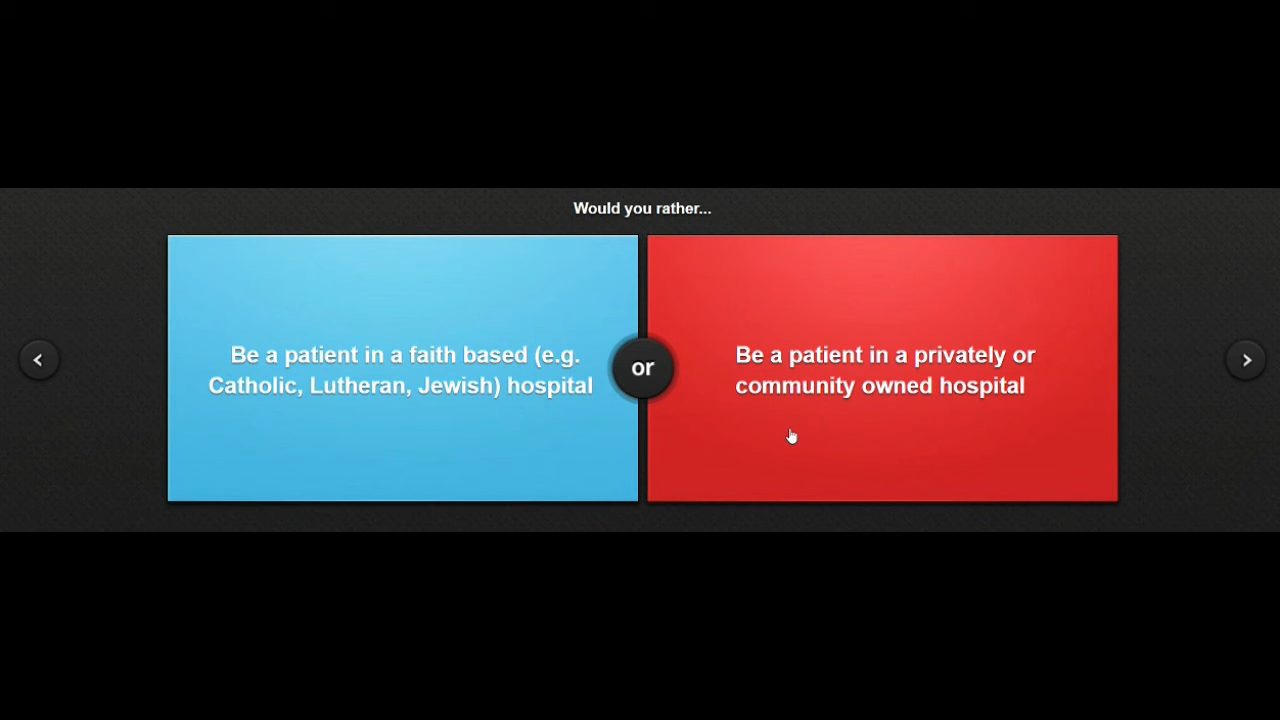 Would you rather...
Be a patient in a faith based (e.g.
Catholic, Lutheran, Jewish) hospital
or
Be a patient in a privately or
community owned hospital